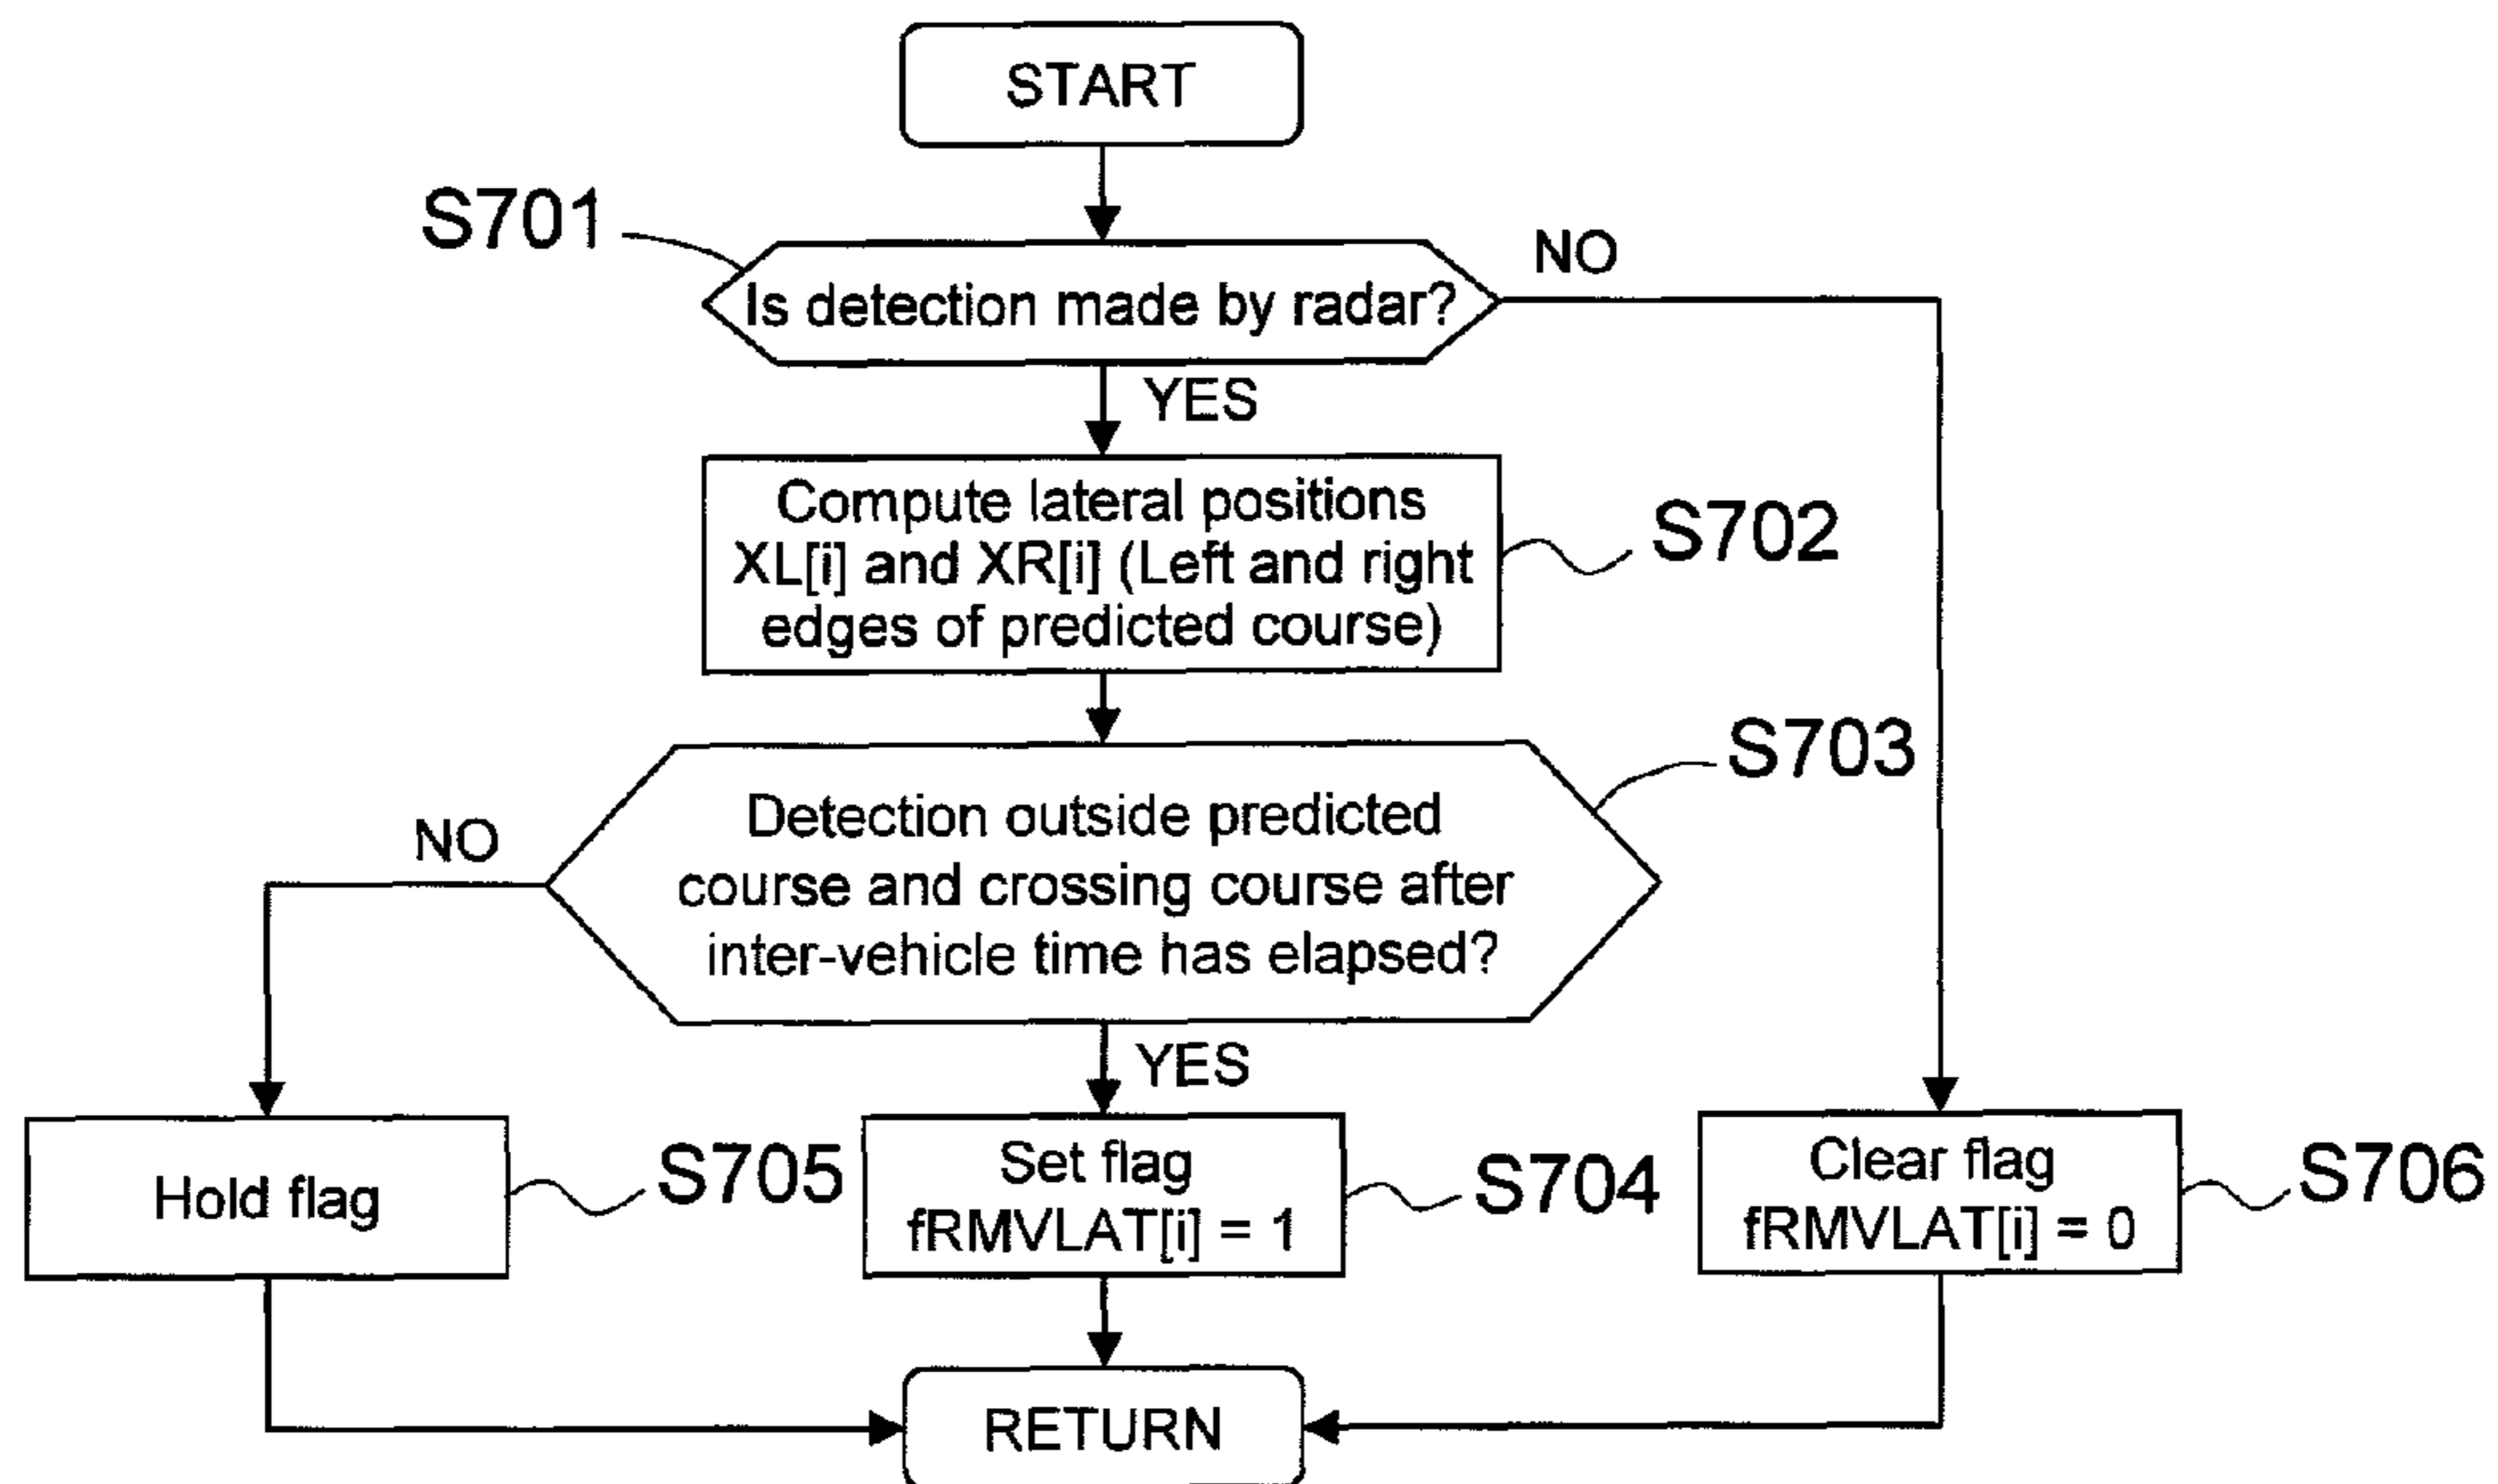 START
S701
NO
Is detection made by radar?
YES
Compute lateral positions
XL[i] and XR[i] (Left and right
edges of predicted course)
S702
S703
NO
Detection outside predicted
course and crossing course after
inter-vehicle time has elapsed?
YES
Hold flag
S705
Set flag
fRMVLAT[i] = 1
S704
Clear flag
fRMVLAT[i] = 0
S706
RETURN